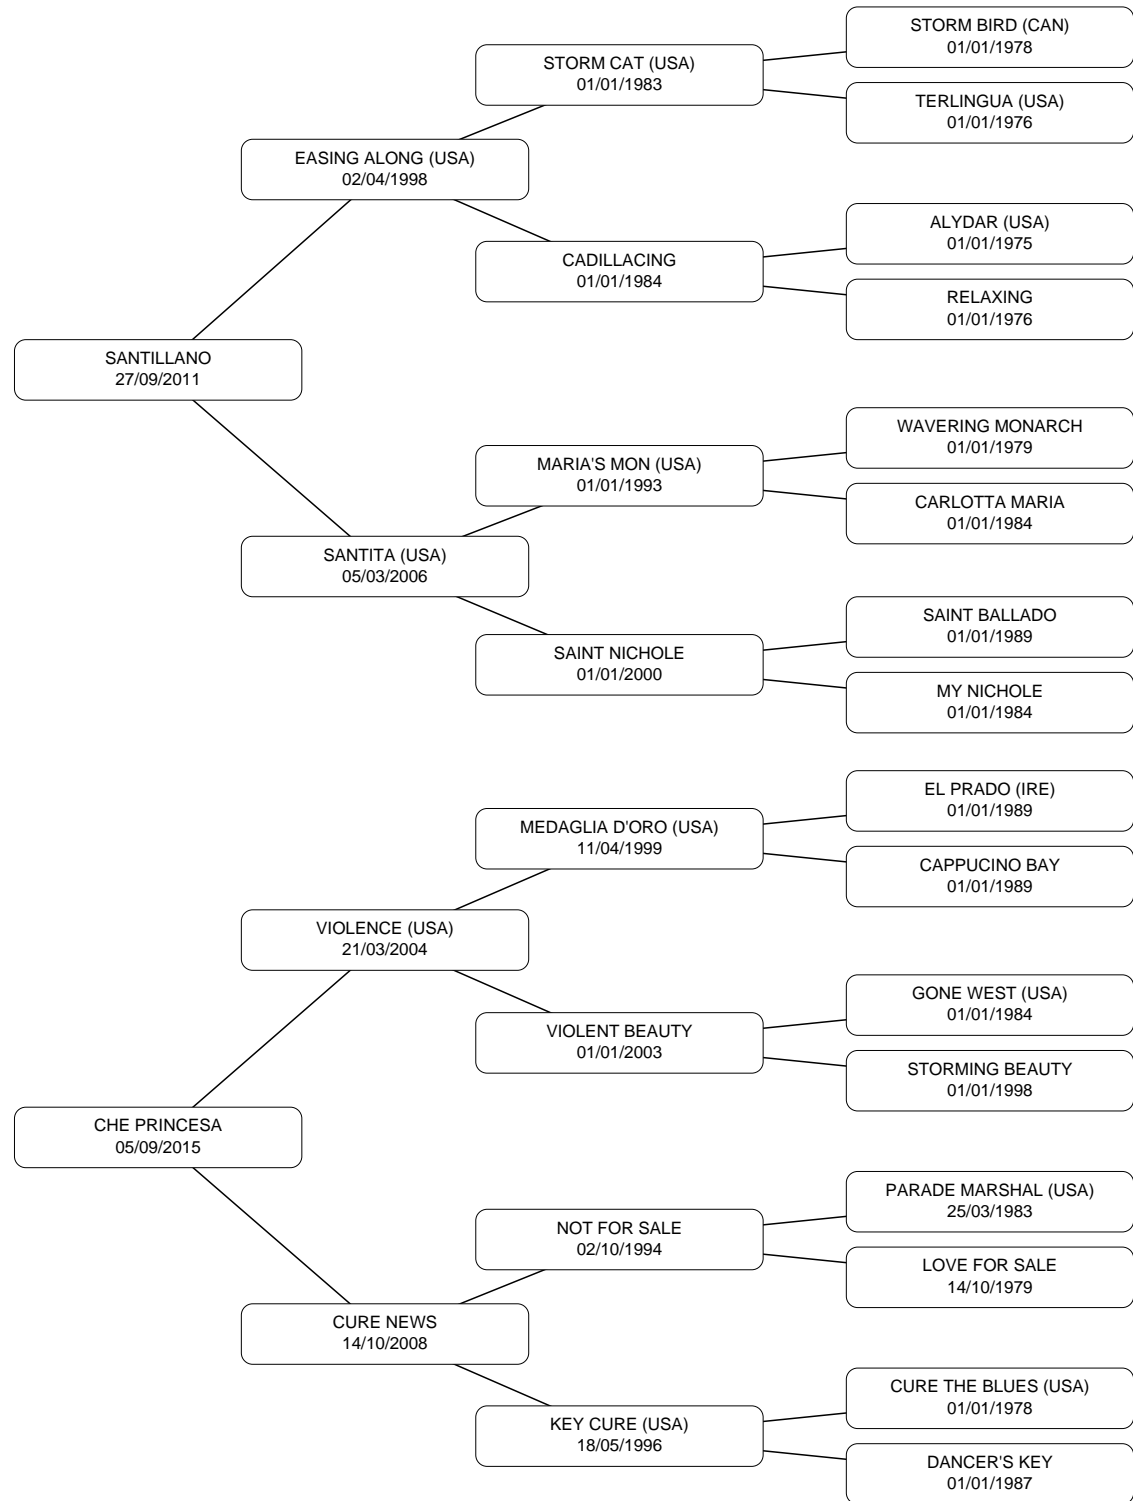 STORM BIRD (CAN)
01/01/1978
STORM CAT (USA)
01/01/1983
TERLINGUA (USA)
01/01/1976
EASING ALONG (USA)
02/04/1998
ALYDAR (USA)
01/01/1975
CADILLACING
01/01/1984
RELAXING
01/01/1976
SANTILLANO
27/09/2011
WAVERING MONARCH
01/01/1979
MARIA'S MON (USA)
01/01/1993
CARLOTTA MARIA
01/01/1984
SANTITA (USA)
05/03/2006
SAINT BALLADO
01/01/1989
SAINT NICHOLE
01/01/2000
MY NICHOLE
01/01/1984
EL PRADO (IRE)
01/01/1989
MEDAGLIA D'ORO (USA)
11/04/1999
CAPPUCINO BAY
01/01/1989
VIOLENCE (USA)
21/03/2004
GONE WEST (USA)
01/01/1984
VIOLENT BEAUTY
01/01/2003
STORMING BEAUTY
01/01/1998
CHE PRINCESA
05/09/2015
PARADE MARSHAL (USA)
25/03/1983
NOT FOR SALE
02/10/1994
LOVE FOR SALE
14/10/1979
CURE NEWS
14/10/2008
CURE THE BLUES (USA)
01/01/1978
KEY CURE (USA)
18/05/1996
DANCER'S KEY
01/01/1987